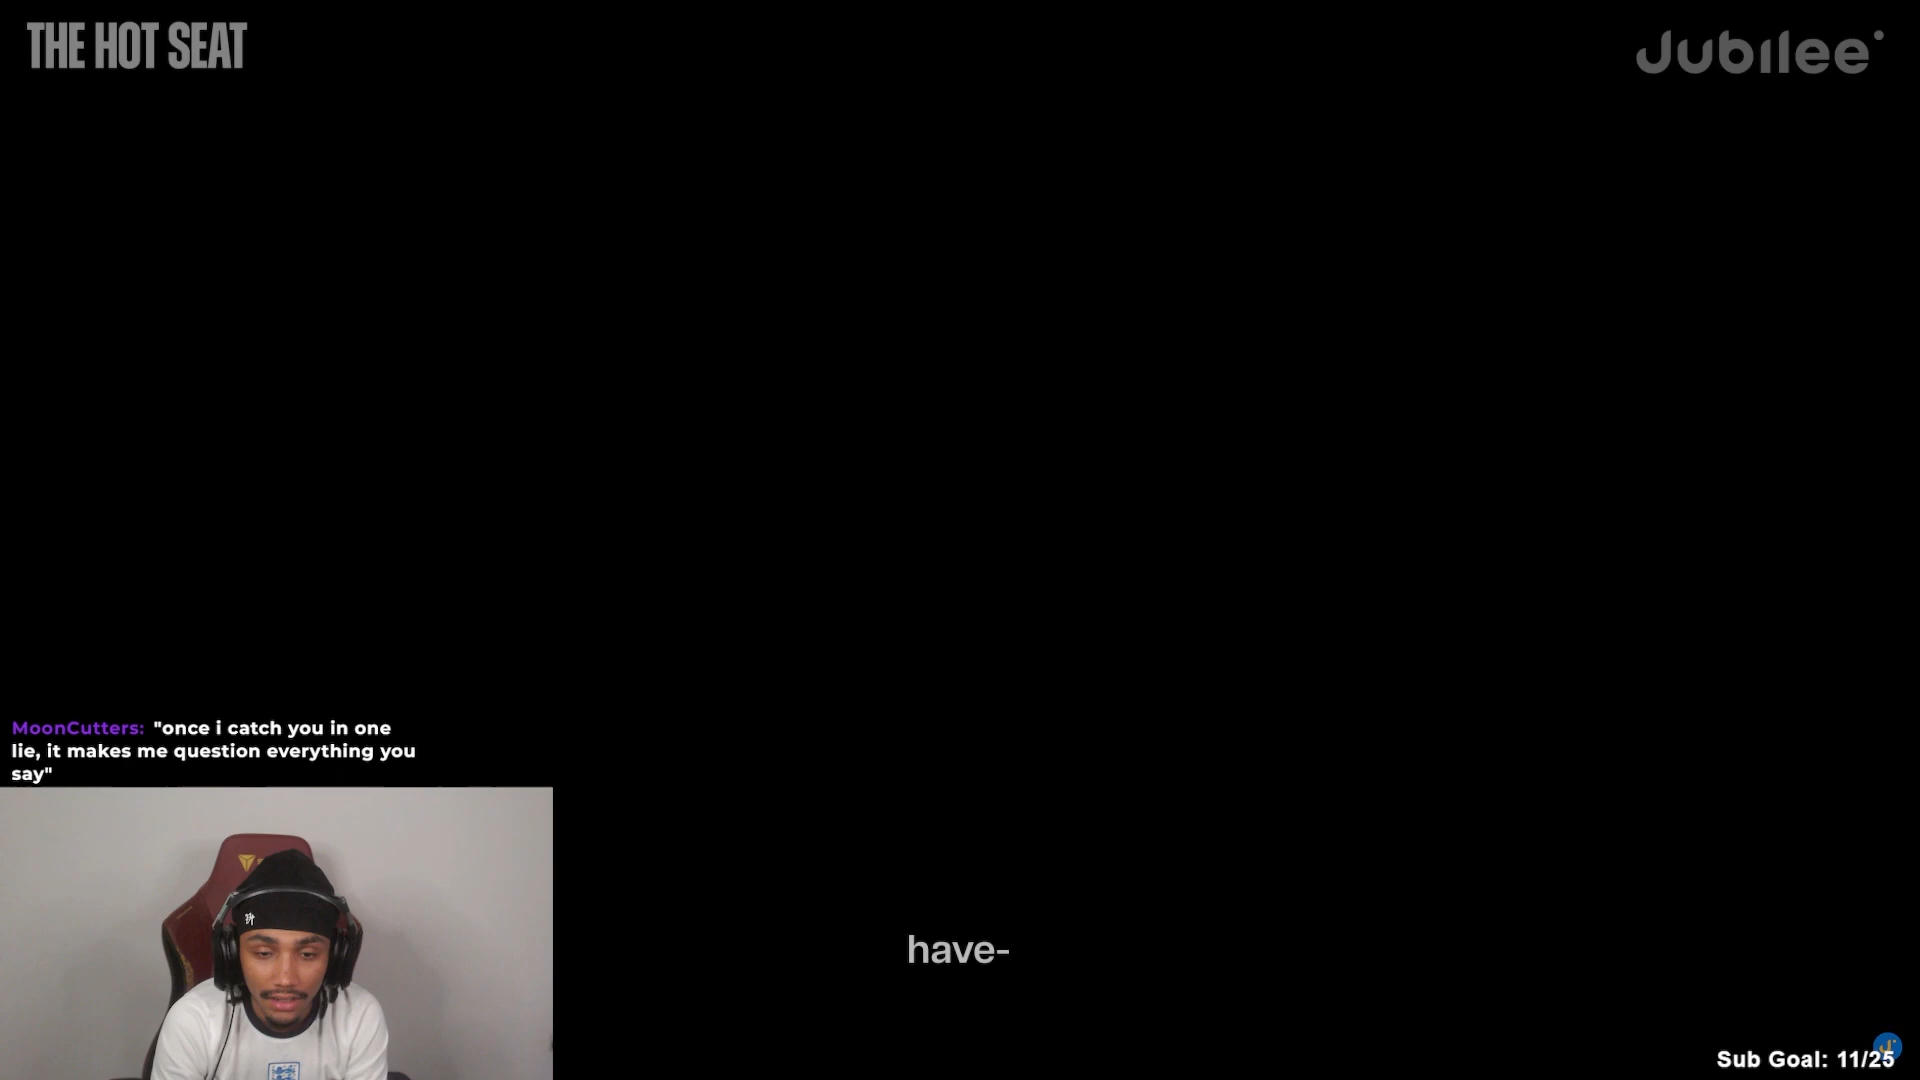 THE HOT SEAT
Jubilee
MoonCutters: "once i catch you in one
lie, it makes me question everything you
say"
have-
Sub Goal: 11/25